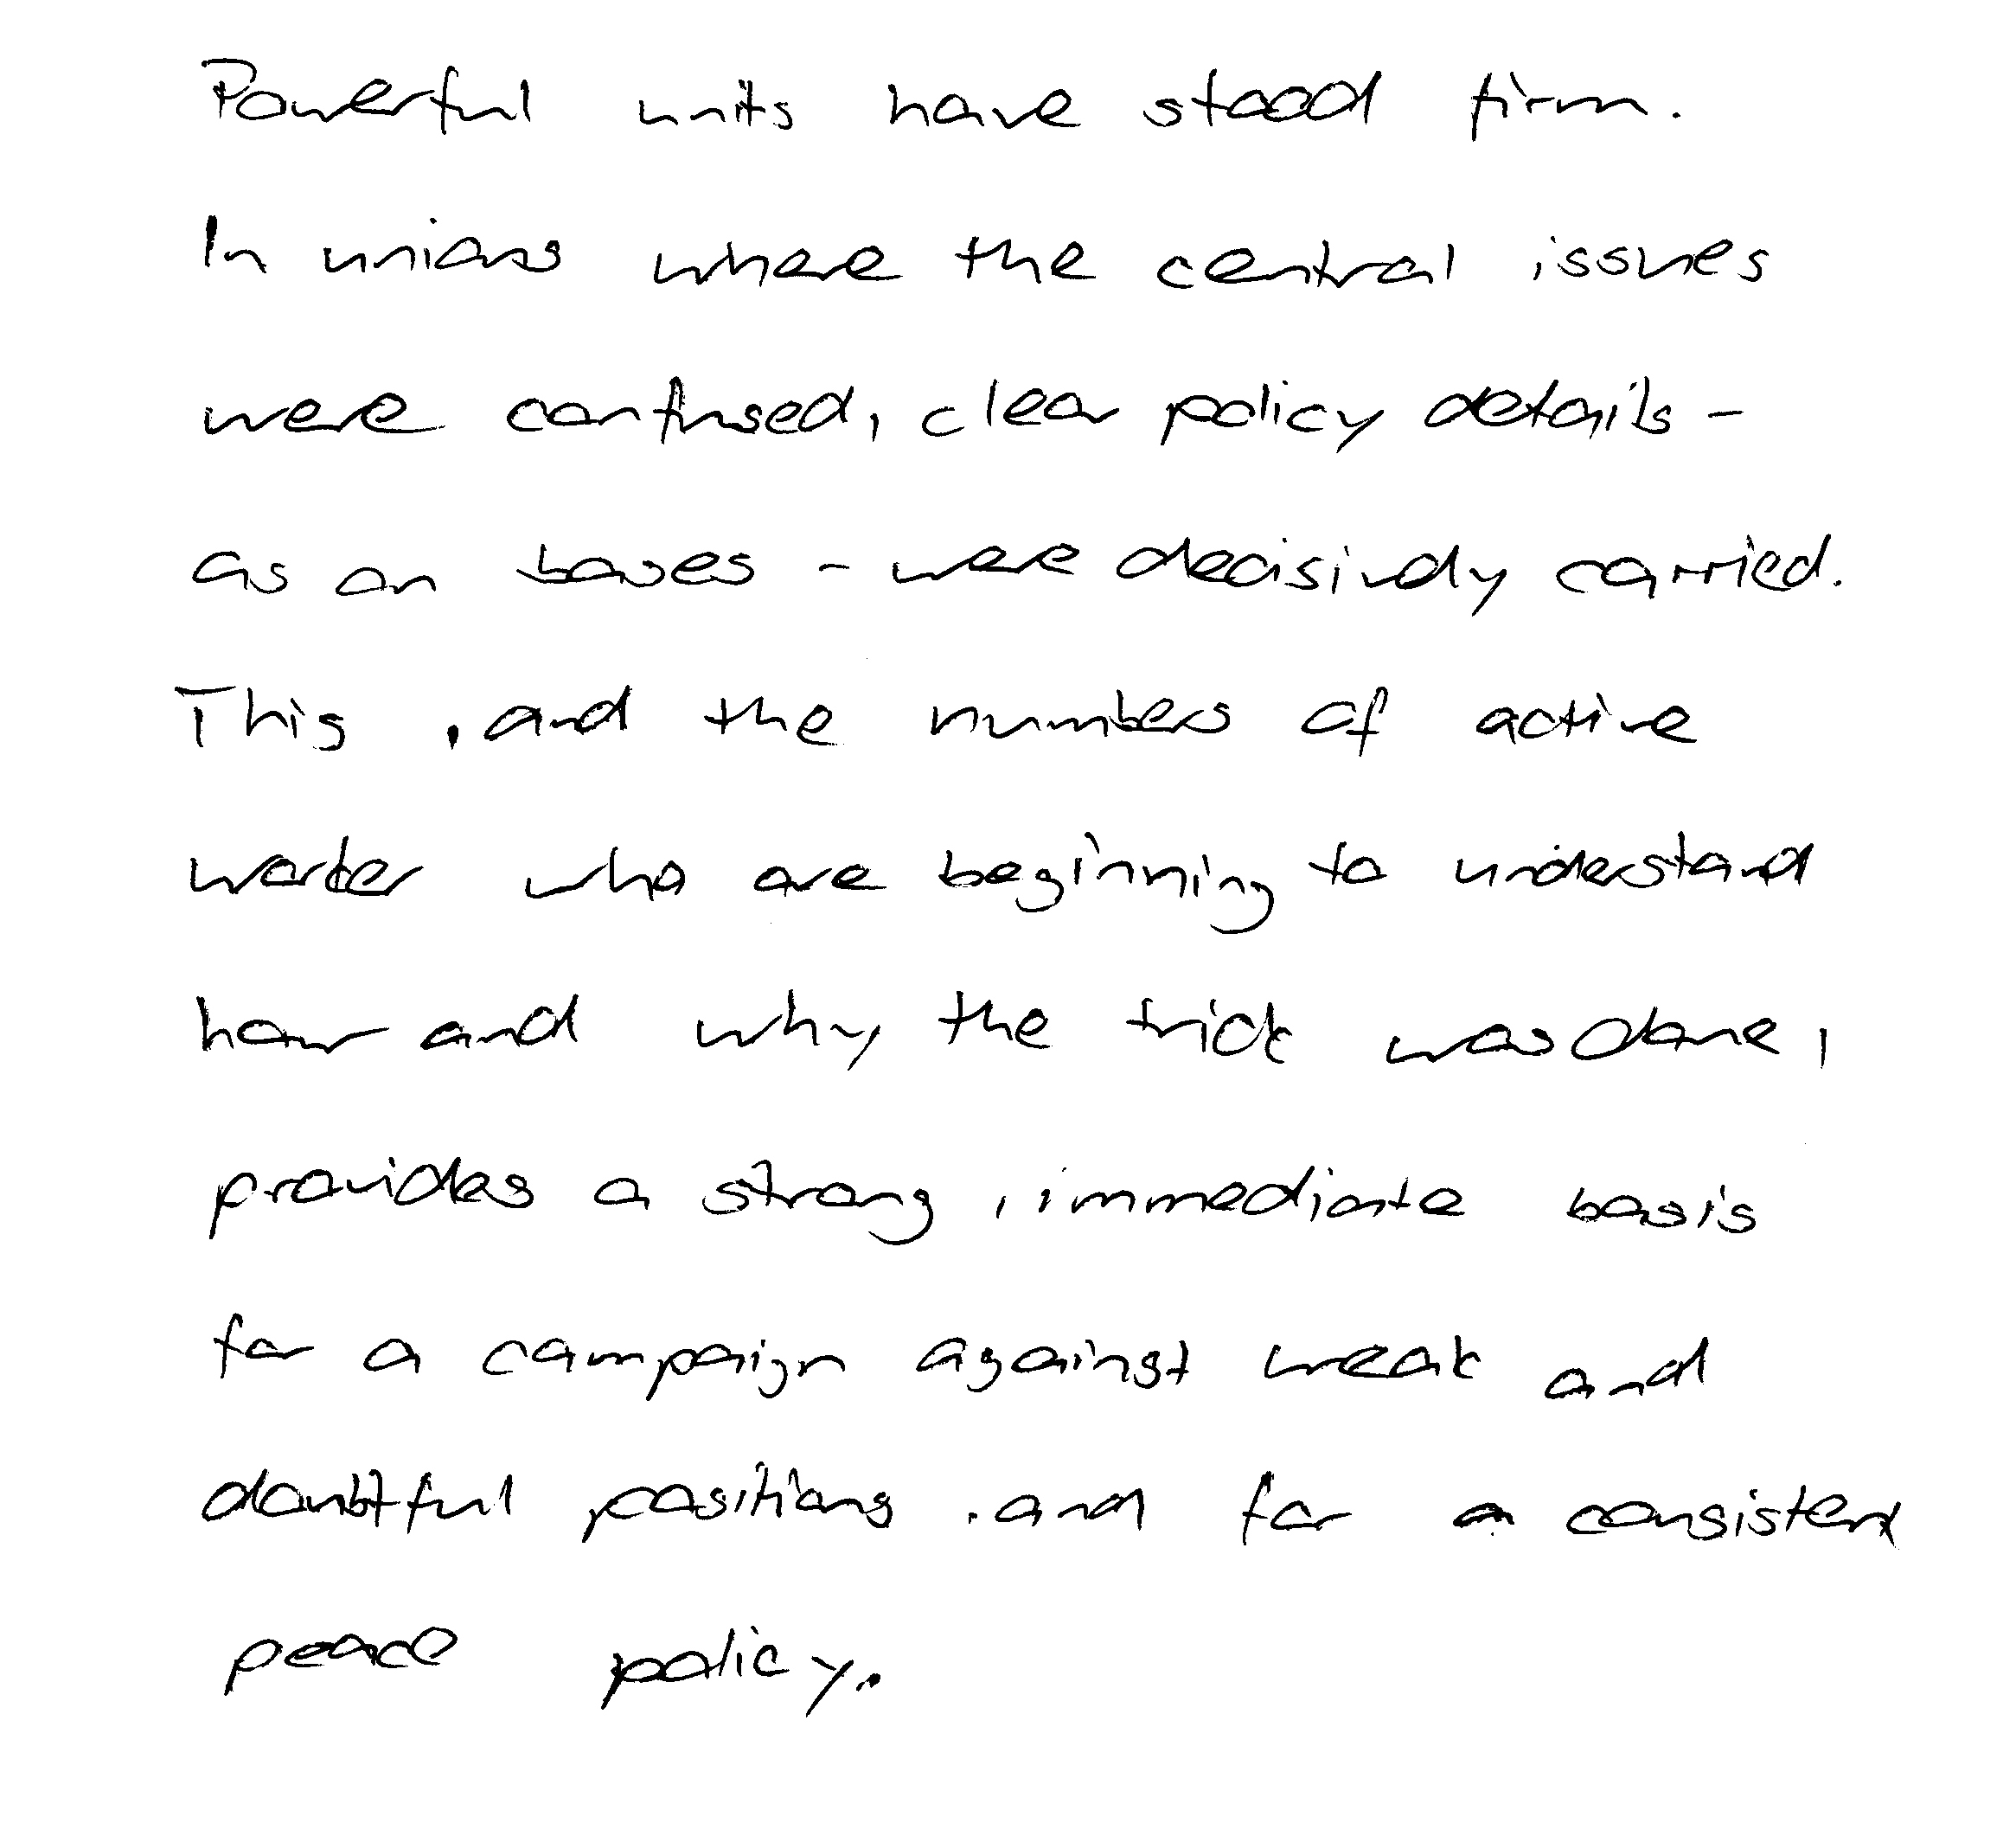 Powerful units have stood firm.
In unions where the central issues
were confused, clear policy details -
as on bases - were decisively carried.
This, and the numbers of active
worker who are beginning to understand
how and why the trick was done,
provides a strong, immediate basis
for a campaign against weak and
doubtful positions. and for a consistent
peace policy.